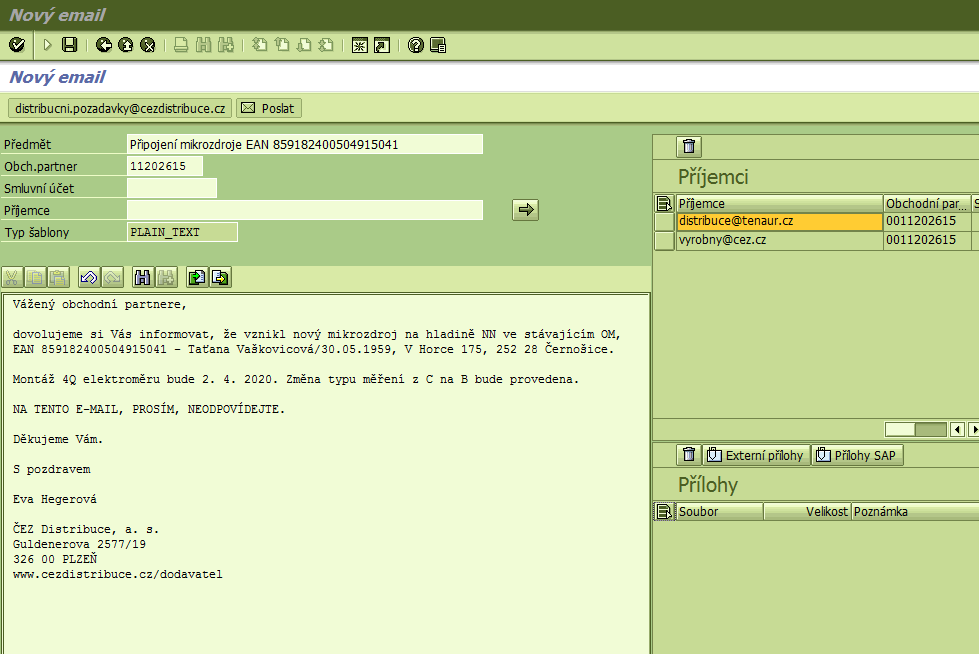 Nový email
Nový email
distribucni.pozadavky@cezdistribuce.cz
Poslat
Předmět
Připojení mikrozdroje EAN 859182400504915041
Obch.partner
11202615
Smluvní účet
Příjemce
Typ šablony
PLAIN_TEXT
Vážený obchodní partnere,
dovolujeme si Vás informovat, že vznikl nový mikrozdroj na hladině NN ve stávajícím OM,
EAN 859182400504915041 - Taťana Vaškovicová/30.05.1959, V Horce 175, 252 28 Černošice.
Montáž 4Q elektroměru bude 2. 4. 2020. Změna typu měření z C na B bude provedena.
NA TENTO E-MAIL, PROSÍM, NEODPOVÍDEJTE.
Děkujeme Vám.
S pozdravem
Eva Hegerová
ČEZ Distribuce, a. s.
Guldenerova 2577/19
326 00 PLZEŇ
www.cezdistribuce.cz/dodavatel
Příjemci
Příjemce Obchodní par... S
distribuce@tenaur.cz 0011202615
vyrobny@cez.cz 0011202615
Externí přílohy
Přílohy SAP
Přílohy
Soubor Velikost Poznámka